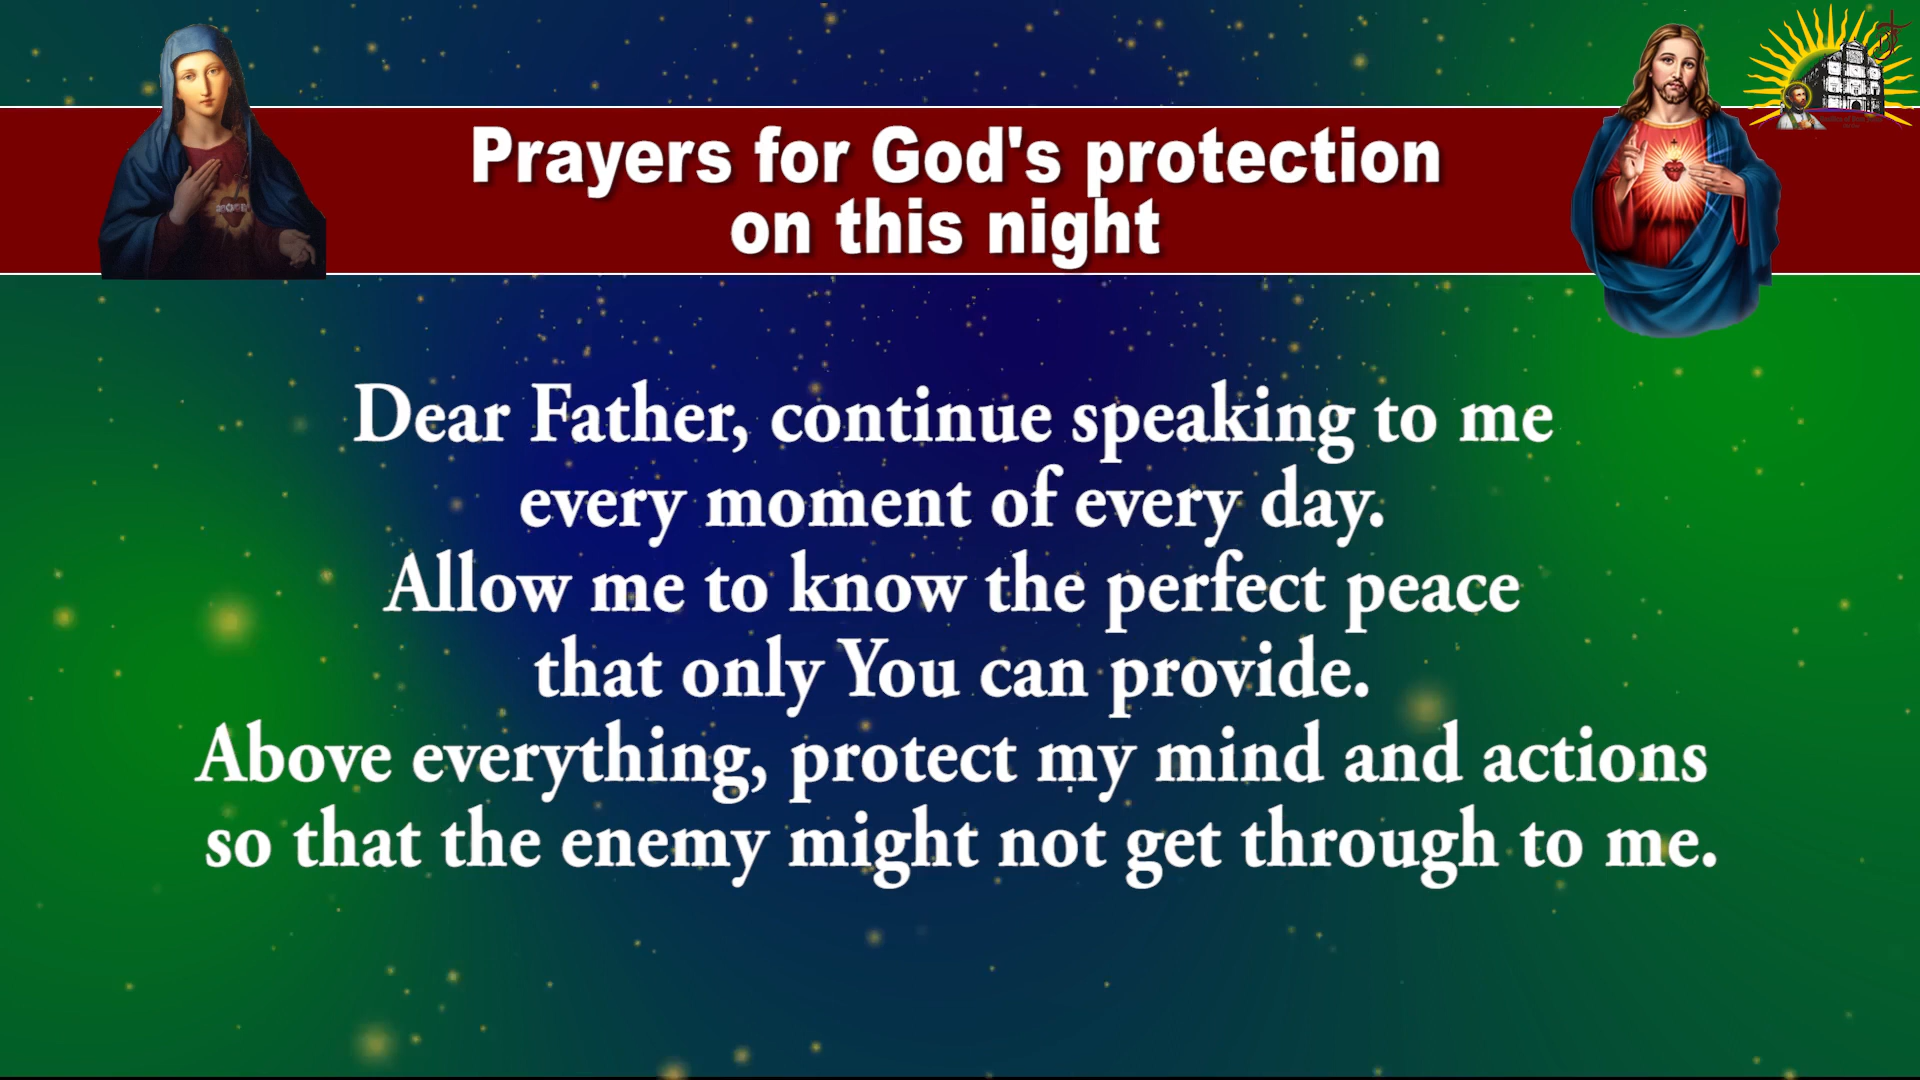 Prayers for God's protection
on this night
Dear Father, continue speaking to me
every moment of every day.
Allow me to know the perfect peace
that only You can provide.
Above everything, protect my mind and actions
so that the enemy might not get through to me.